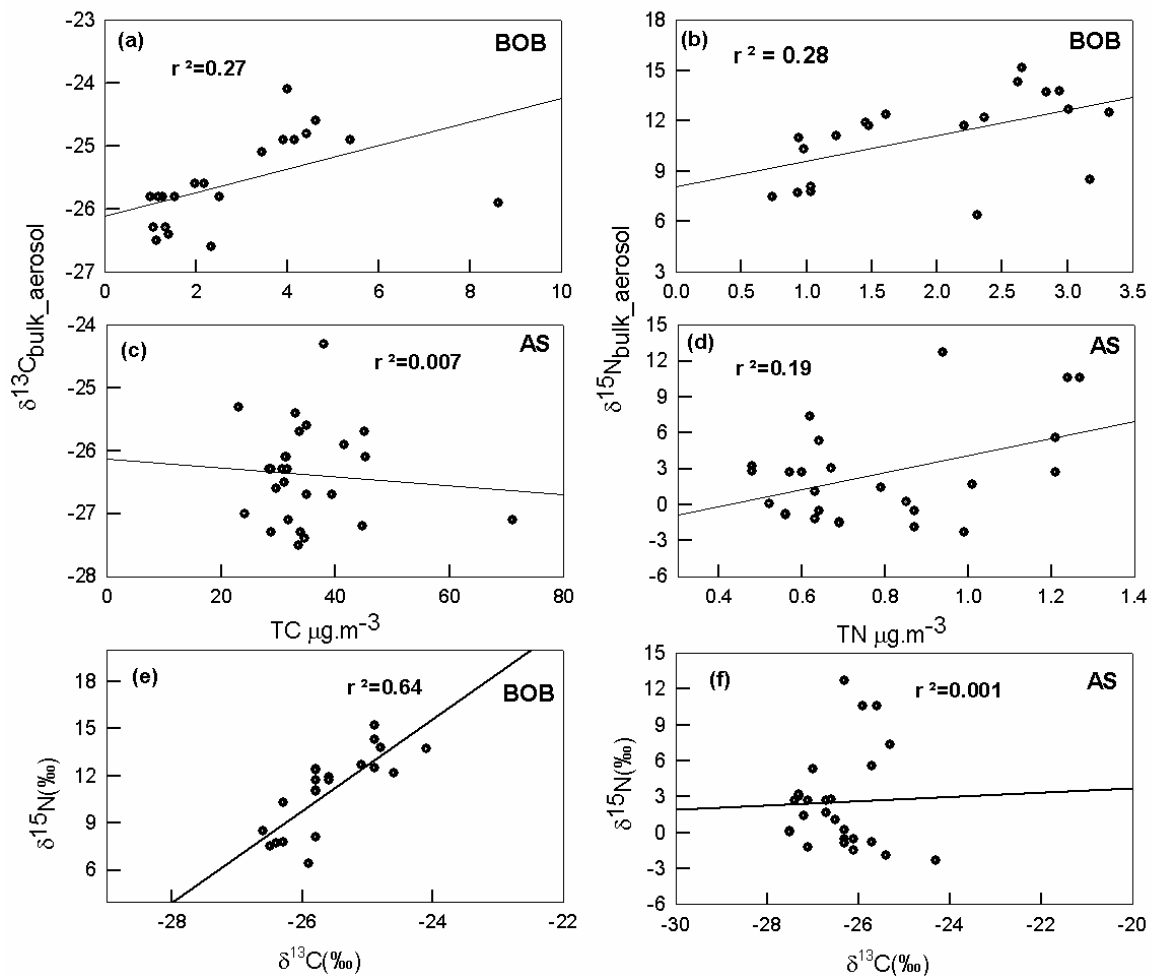 (a)
BOB
r ²=0.27
-23
-24
-25
-26
-27
0
2
4
6
8
10
(b)
BOB
r ² = 0.28
18
15
12
9
6
3
0.0
0.5
1.0
1.5
2.0
2.5
3.0
3.5
δ¹³C bulk_aerosol
δ¹⁵N bulk_aerosol
(c)
AS
r ²=0.007
-24
-25
-26
-27
-28
0
20
40
60
80
TC μg.m⁻³
(d)
AS
r ²=0.19
15
12
9
6
3
0
-3
-6
0.4
0.6
0.8
1.0
1.2
1.4
TN μg.m⁻³
(e)
r ²=0.64
BOB
18
15
12
9
6
δ¹⁵N(‰)
-28
-26
-24
-22
δ¹³C(‰)
(f)
r ²=0.001
AS
15
12
9
6
3
0
-3
-6
δ¹⁵N(‰)
-30
-28
-26
-24
-22
-20
δ¹³C(‰)